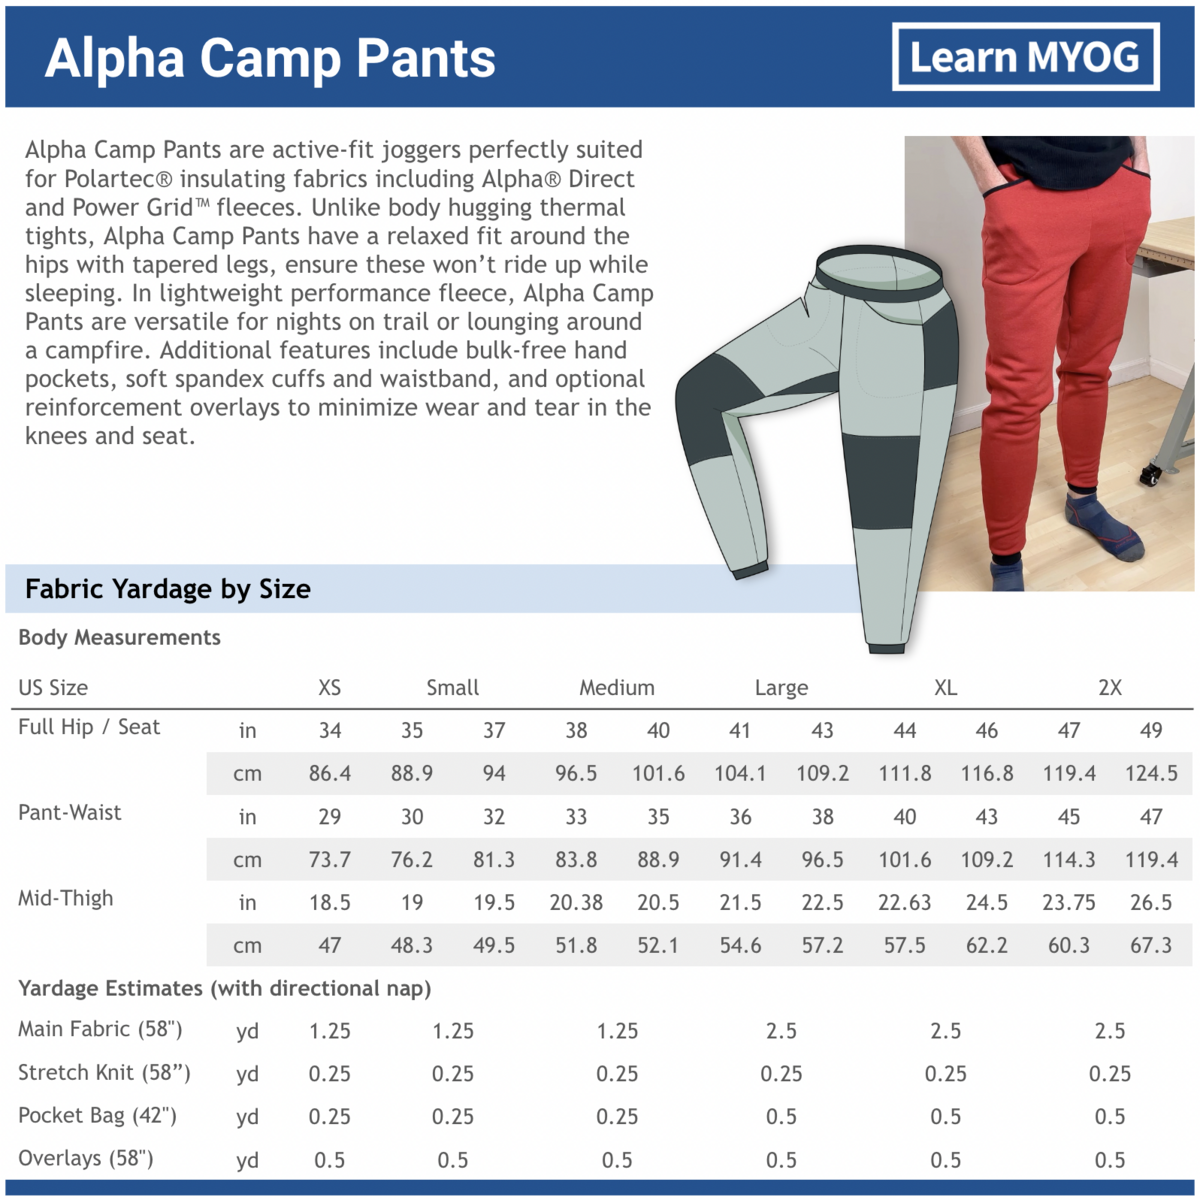 Alpha Camp Pants
Learn MYOG
Alpha Camp Pants are active-fit joggers perfectly suited
for Polartec® insulating fabrics including Alpha® Direct
and Power Grid™ fleeces. Unlike body hugging thermal
tights, Alpha Camp Pants have a relaxed fit around the
hips with tapered legs, ensure these won’t ride up while
sleeping. In lightweight performance fleece, Alpha Camp
Pants are versatile for nights on trail or lounging around
a campfire. Additional features include bulk-free hand
pockets, soft spandex cuffs and waistband, and optional
reinforcement overlays to minimize wear and tear in the
knees and seat.
Fabric Yardage by Size
Body Measurements
US Size XS Small Medium Large XL 2X
Full Hip / Seat in 34 35 37 38 40 41 43 44 46 47 49
cm 86.4 88.9 94 96.5 101.6 104.1 109.2 111.8 116.8 119.4 124.5
Pant-Waist in 29 30 32 33 35 36 38 40 43 45 47
cm 73.7 76.2 81.3 83.8 88.9 91.4 96.5 101.6 109.2 114.3 119.4
Mid-Thigh in 18.5 19 19.5 20.38 20.5 21.5 22.5 22.63 24.5 23.75 26.5
cm 47 48.3 49.5 51.8 52.1 54.6 57.2 57.5 62.2 60.3 67.3
Yardage Estimates (with directional nap)
Main Fabric (58") yd 1.25 1.25 1.25 2.5 2.5 2.5
Stretch Knit (58”) yd 0.25 0.25 0.25 0.25 0.25 0.25
Pocket Bag (42") yd 0.25 0.25 0.25 0.5 0.5 0.5
Overlays (58") yd 0.5 0.5 0.5 0.5 0.5 0.5